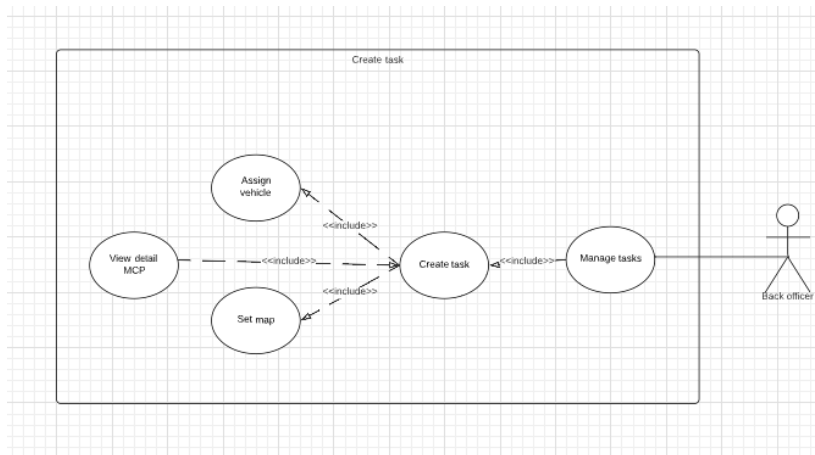 Create task
Assign
vehicle
<<include>>
View detail
MCP
<<include>>
Create task
<<include>>
Manage tasks
<<include>>
Set map
Back officer